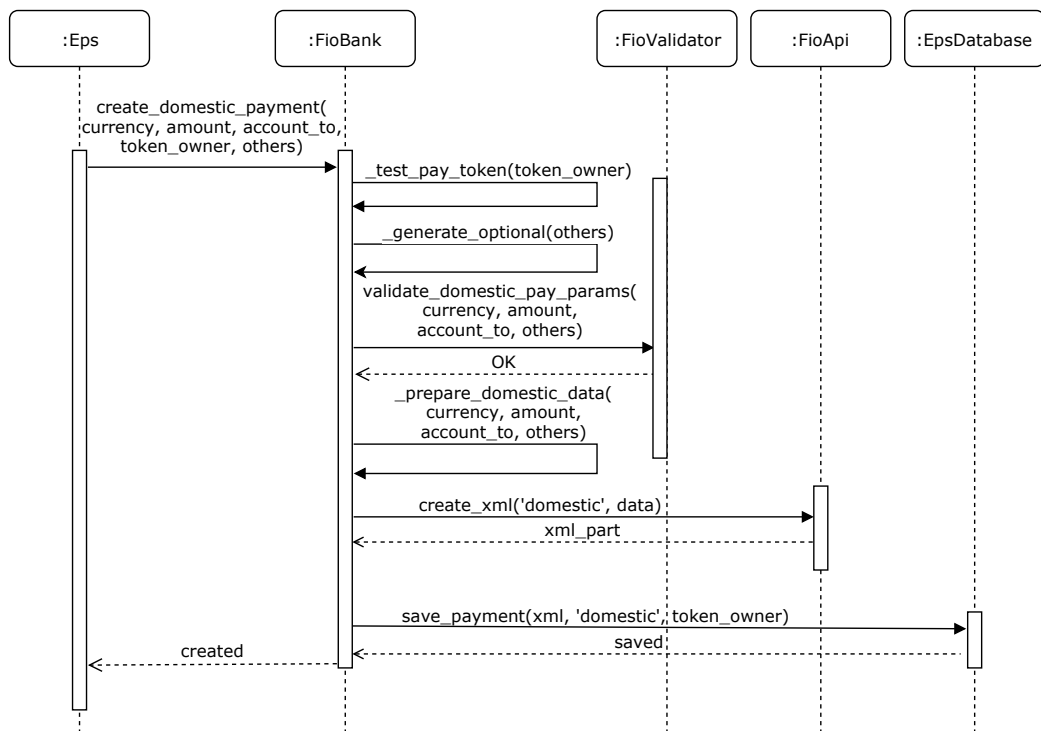 :Eps
:FioBank
:FioValidator
:FioApi
:EpsDatabase
create_domestic_payment(
currency, amount, account_to,
token_owner, others)
_test_pay_token(token_owner)
_generate_optional(others)
validate_domestic_pay_params(
currency, amount,
account_to, others)
OK
_prepare_domestic_data(
currency, amount,
account_to, others)
create_xml('domestic', data)
xml_part
save_payment(xml, 'domestic', token_owner)
saved
created